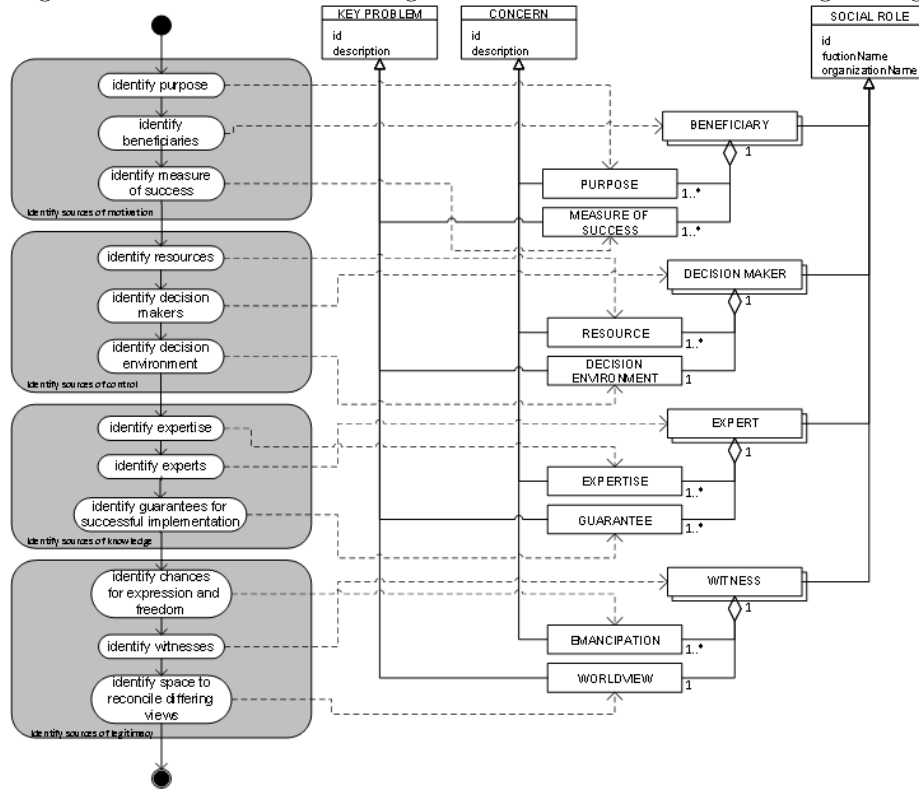 KEY PROBLEM
id
description
CONCERN
id
description
SOCIAL ROLE
id
fuctionName
organizationName
identify purpose
identify
beneficiaries
identify measure
of success
Identify sources of motivation
identify resources
identify decision
makers
identify decision
environment
Identify sources of control
identify expertise
identify experts
identify guarantees for
successful implementation
Identify sources of knowledge
identify chances
for expression and
freedom
identify witnesses
identify space to
reconcile differing
views
Identify sources of legitimacy
BENEFICIARY
1
PURPOSE
1..*
MEASURE OF
SUCCESS
1..*
DECISION MAKER
1
RESOURCE
1..*
DECISION
ENVIRONMENT
1
EXPERT
1
EXPERTISE
1..*
GUARANTEE
1..*
WITNESS
1
EMANCIPATION
1..*
WORLDVIEW
1